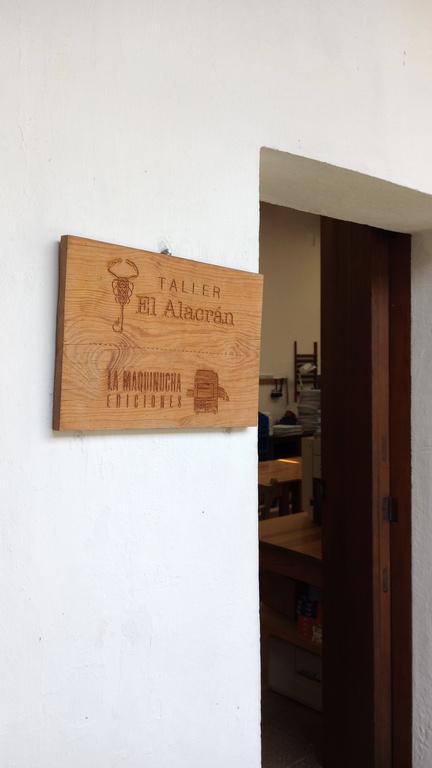 TALLER
El Alacrán
LA MAQUINUCHA
EDICIONES